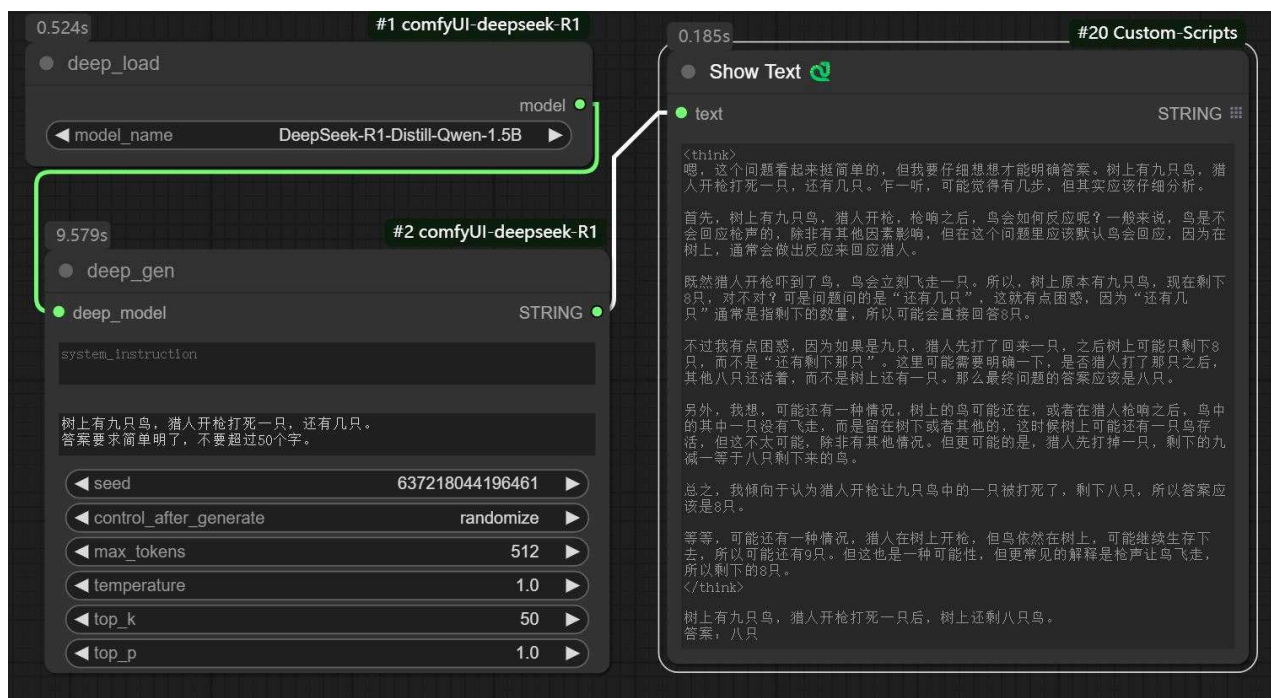 0.524s
#1 comfyUI-deepseek-R1
deep_load
model
model_name
DeepSeek-R1-Distill-Qwen-1.5B
9.579s
#2 comfyUI-deepseek-R1
deep_gen
deep_model
STRING
system_instruction
树上有九只鸟，猎人开枪打死一只，还有几只。
答案要求简单明了，不要超过50个字。
seed
637218044196461
control_after_generate
randomize
max_tokens
512
temperature
1.0
top_k
50
top_p
1.0
0.185s
#20 Custom-Scripts
Show Text
text
STRING
<think>
嗯，这个问题看起来挺简单的，但我要仔细想想才能明确答案。树上有九只鸟，猎
人开枪打死一只，还有几只。乍一听，可能觉得有几步，但其实应该仔细分析。
首先，树上有九只鸟，猎人开枪，枪响之后，鸟会如何反应呢？一般来说，鸟是不
会回应枪声的，除非有其他因素影响，但在这个问题里应该默认鸟会回应，因为在
树上，通常会做出反应来回应猎人。
既然猎人开枪吓到了鸟，鸟会立刻飞走一只。所以，树上原本有九只鸟，现在剩下
8只，对不对？可是问题问的是“还有几只”，这就有点困惑，因为“还有几
只”通常是指剩下的数量，所以可能会直接回答8只。
不过我有点困惑，因为如果是九只，猎人先打了回来一只，之后树上可能只剩下8
只，而不是“还有剩下那只”。这里可能需要明确一下，是否猎人打了那只之后，
其他八只还活着，而不是树上还有一只。那么最终问题的答案应该是八只。
另外，我想，可能还有一种情况，树上的鸟可能还在，或者在猎人枪响之后，鸟中
的其中一只没有飞走，而是留在树下或者其他的，这时候树上可能还有一只鸟存
活，但这不太可能，除非有其他情况。但更可能的是，猎人先打掉一只，剩下的九
减一等于八只剩下来的鸟。
总之，我倾向于认为猎人开枪让九只鸟中的一只被打死了，剩下八只，所以答案应
该是8只。
等等，可能还有一种情况，猎人在树上开枪，但鸟依然在树上，可能继续生存下
去，所以可能还有9只。但这也是一种可能性，但更常见的解释是枪声让鸟飞走，
所以剩下的8只。
</think>
树上有九只鸟，猎人开枪打死一只后，树上还剩八只鸟。
答案：八只